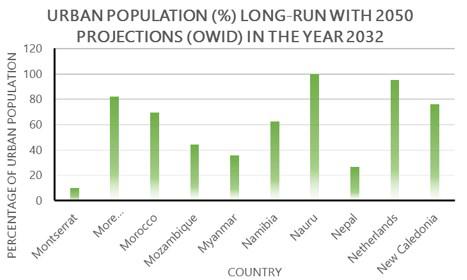 URBAN POPULATION (%) LONG-RUN WITH 2050
PROJECTIONS (OWID) IN THE YEAR 2032
PERCENTAGE OF URBAN POPULATION
120
100
80
60
40
20
0
Montserrat
More...
Morocco
Mozambique
Myanmar
Namibia
Nauru
Nepal
Netherlands
New Caledonia
COUNTRY